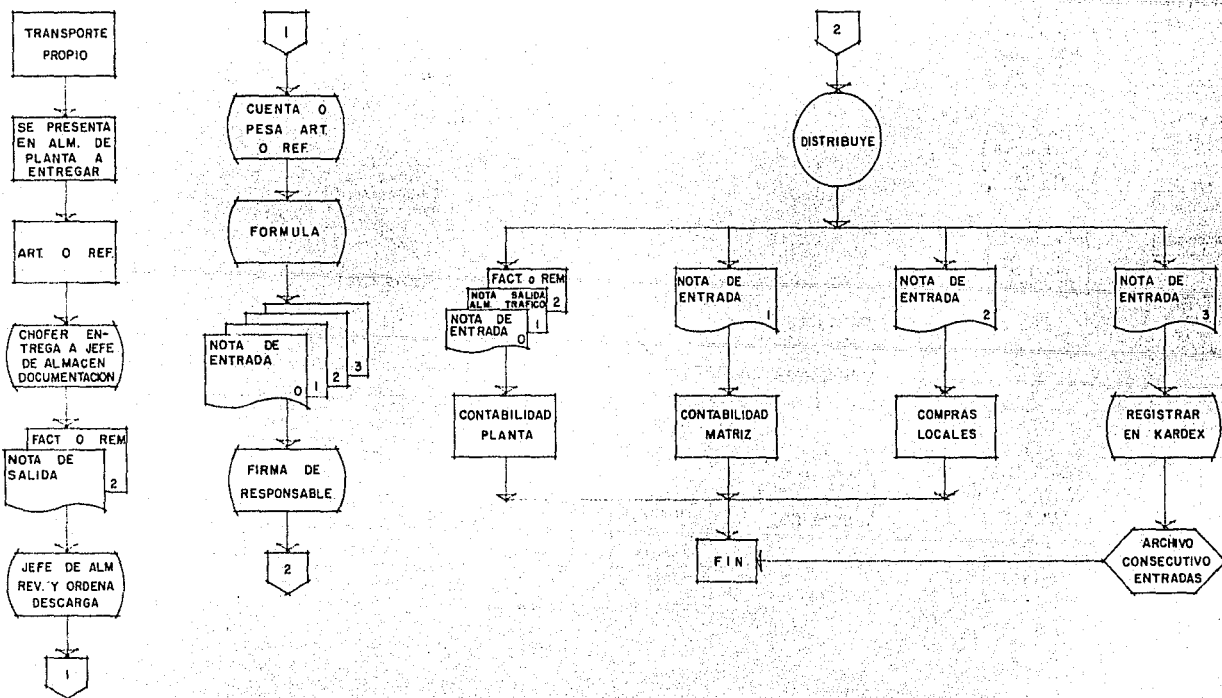 TRANSPORTE
PROPIO
SE PRESENTA
EN ALM. DE
PLANTA A
ENTREGAR
ART. O REF.
CHOFER EN-
TREGA A JEFE
DE ALMACEN
DOCUMENTACION
FACT O REM
NOTA DE
SALIDA
2
JEFE DE ALM
REV. Y ORDENA
DESCARGA
1
1
CUENTA O
PESA ART.
O REF.
FORMULA
NOTA DE
ENTRADA
0
1
2
3
FIRMA DE
RESPONSABLE
2
2
DISTRIBUYE
FACT. O REM
NOTA SALIDA
ALM. TRAFICO
2
NOTA DE
ENTRADA
1
0
CONTABILIDAD
PLANTA
NOTA DE
ENTRADA
1
CONTABILIDAD
MATRIZ
NOTA DE
ENTRADA
2
COMPRAS
LOCALES
NOTA DE
ENTRADA
3
REGISTRAR
EN KARDEX
ARCHIVO
CONSECUTIVO
ENTRADAS
FIN